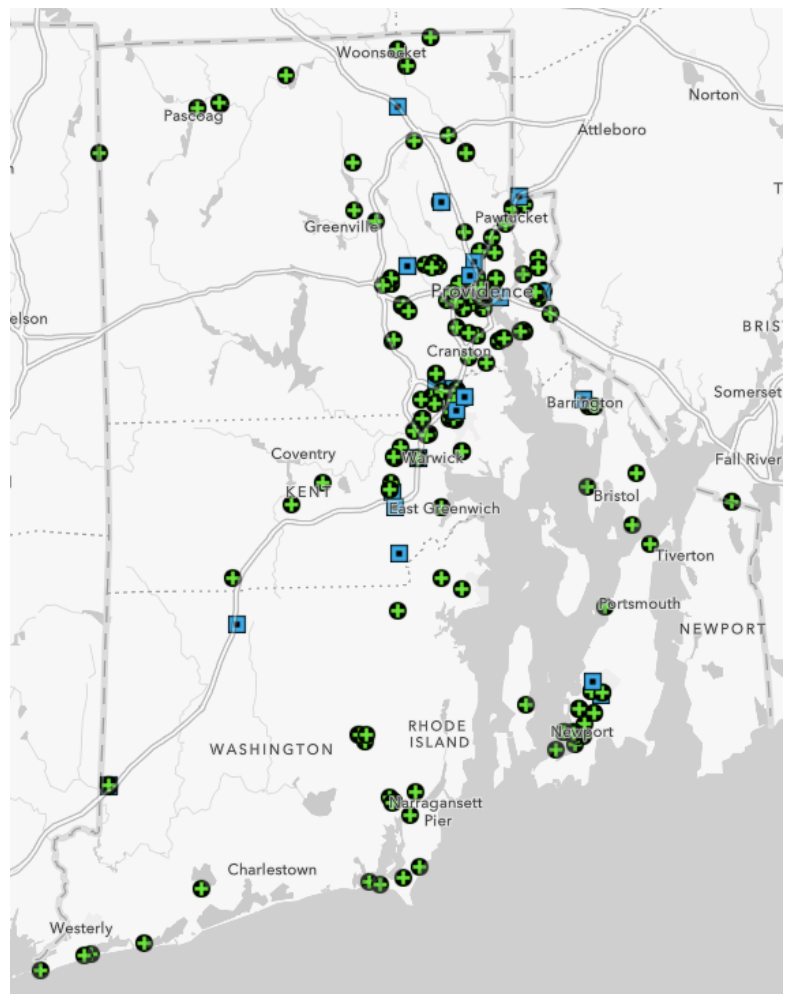 Woonsocket
Norton
Pascoag
Attleboro
Pawtucket
Greenville
Providence
elson
BRIS
Cranston
Somerset
Barrington
Coventry
Warwick
Fall River
KENT
Bristol
East Greenwich
Tiverton
Portsmouth
NEWPORT
RHODE
ISLAND
Newport
WASHINGTON
Narragansett
Pier
Charlestown
Westerly